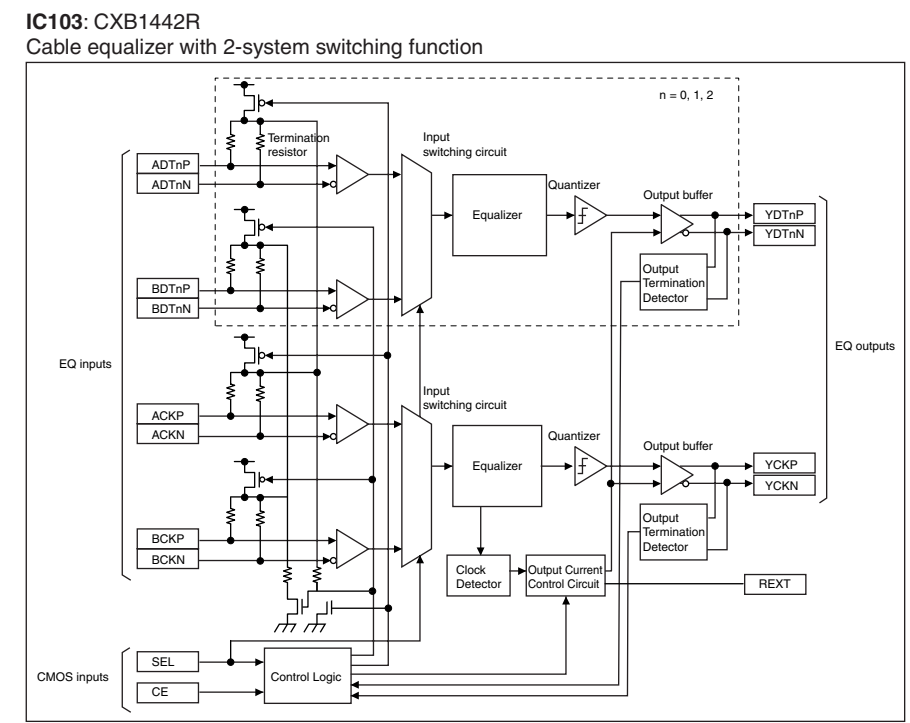 IC103: CXB1442R
Cable equalizer with 2-system switching function
n = 0, 1, 2
Termination
resistor
Input
switching circuit
ADTnP
ADTnN
Equalizer
Quantizer
Output buffer
YDTnP
YDTnN
Output
Termination
Detector
BDTnP
BDTnN
EQ inputs
EQ outputs
Input
switching circuit
ACKP
ACKN
Equalizer
Quantizer
Output buffer
YCKP
YCKN
Output
Termination
Detector
BCKP
BCKN
Clock
Detector
Output Current
Control Circuit
REXT
CMOS inputs
SEL
CE
Control Logic